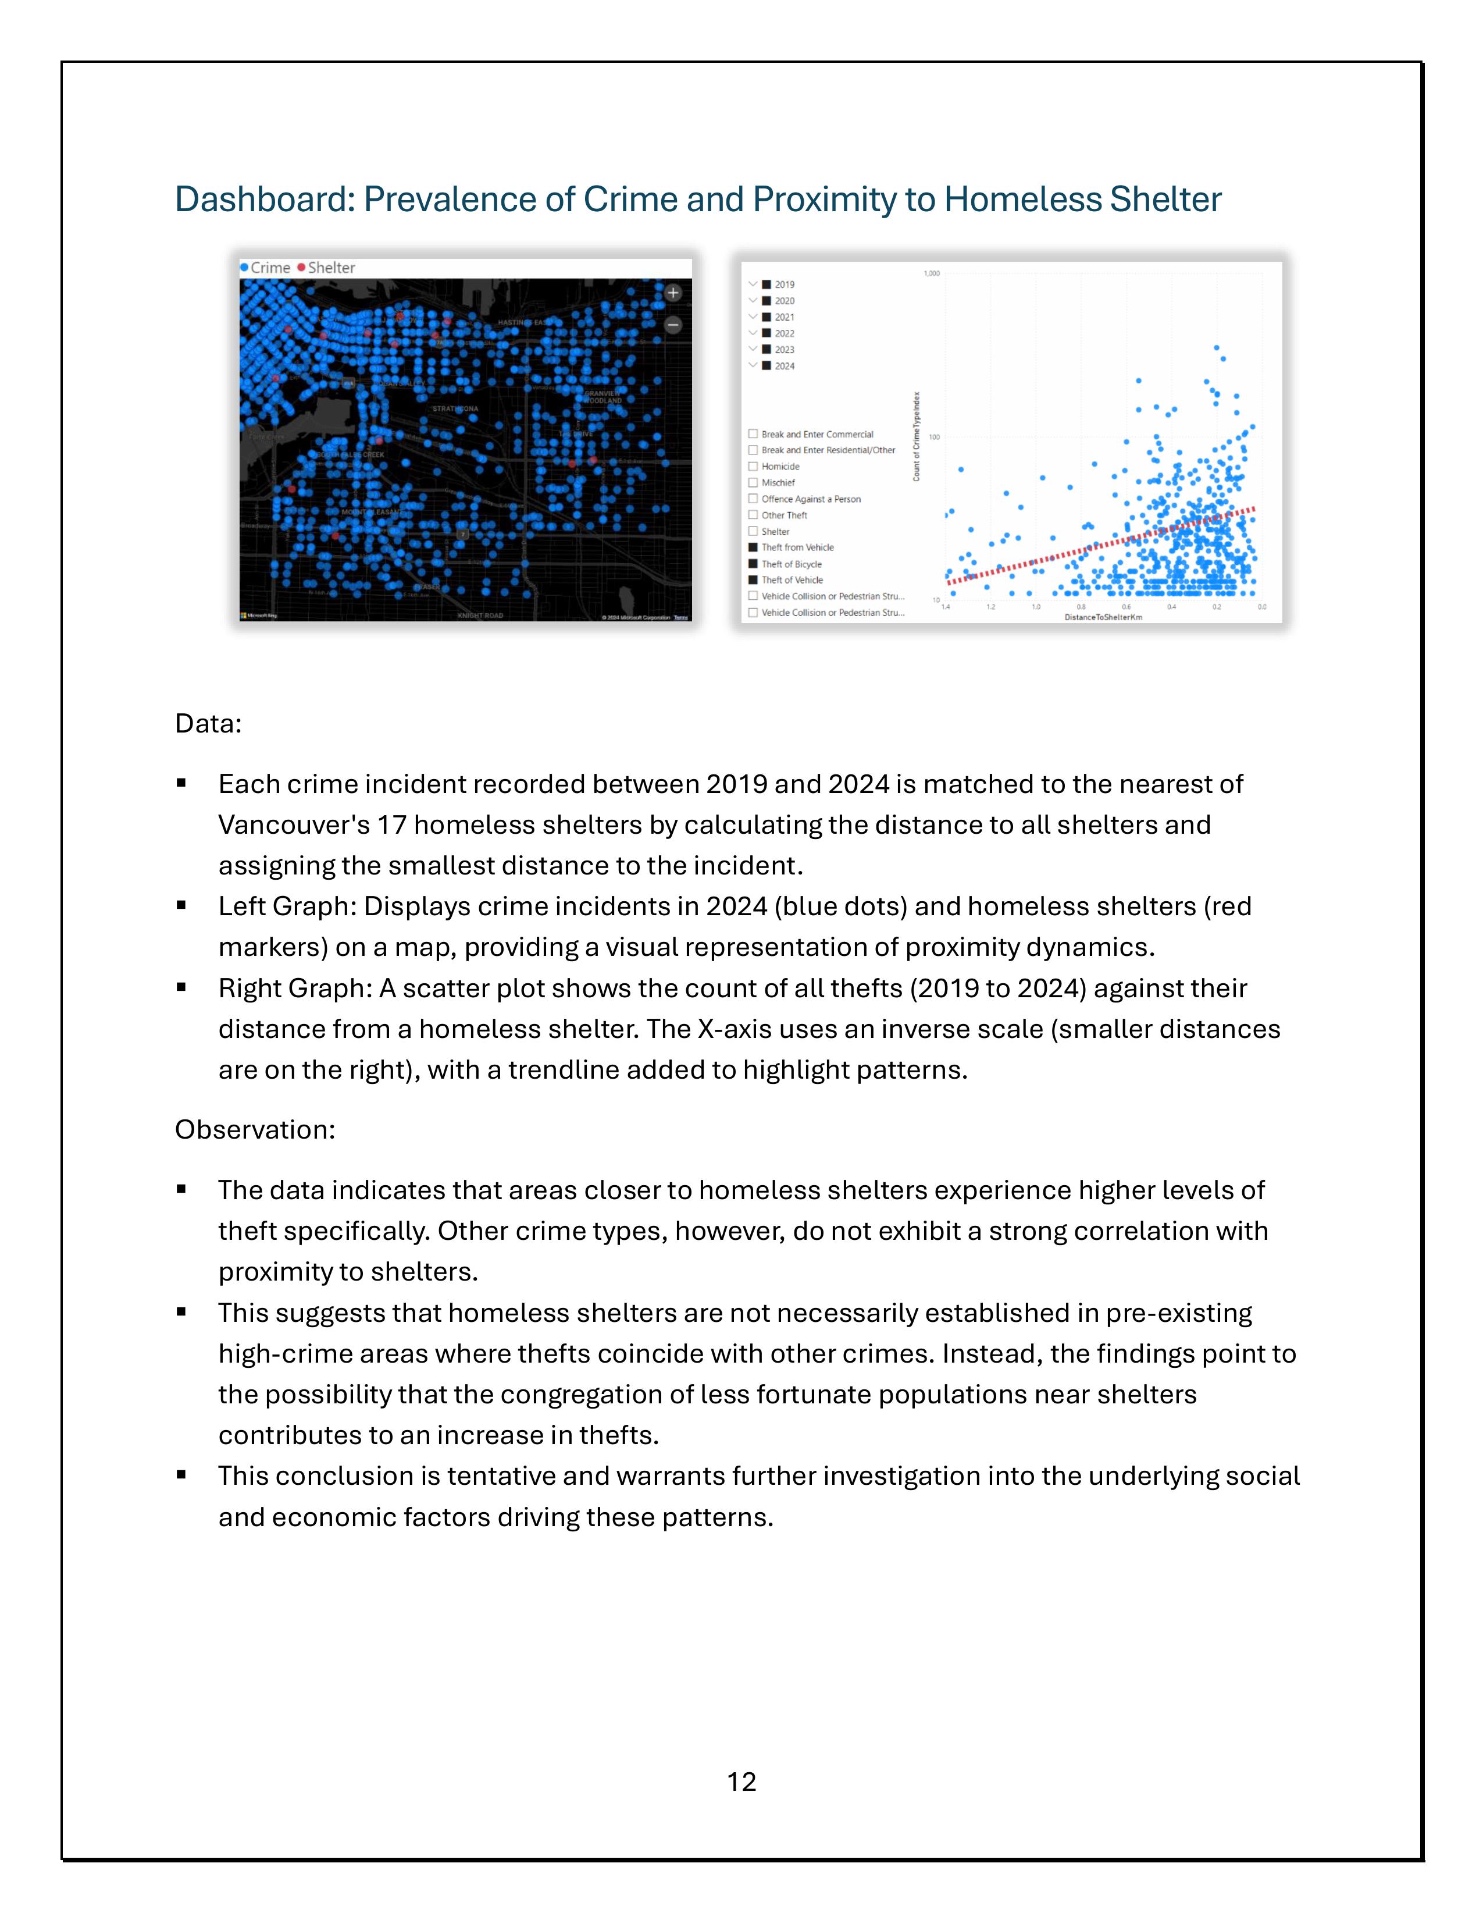 Dashboard: Prevalence of Crime and Proximity to Homeless Shelter
Crime Shelter
HASTINGS EAST
STRATHCONA
MOUNT PLEASANT
KNIGHT ROAD
Microsoft Bing
© 2024 Microsoft Corporation Terms
2019
2020
2021
2022
2023
2024
Break and Enter Commercial
Break and Enter Residential/Other
Homicide
Mischief
Offence Against a Person
Other Theft
Shelter
Theft from Vehicle
Theft of Bicycle
Theft of Vehicle
Vehicle Collision or Pedestrian Stru...
Vehicle Collision or Pedestrian Stru...
Count of CrimeTypeIndex
1,000
100
10
1.4 1.2 1.0 0.8 0.6 0.4 0.2 0.0
DistanceToShelterKm
Data:
▪ Each crime incident recorded between 2019 and 2024 is matched to the nearest of
Vancouver's 17 homeless shelters by calculating the distance to all shelters and
assigning the smallest distance to the incident.
▪ Left Graph: Displays crime incidents in 2024 (blue dots) and homeless shelters (red
markers) on a map, providing a visual representation of proximity dynamics.
▪ Right Graph: A scatter plot shows the count of all thefts (2019 to 2024) against their
distance from a homeless shelter. The X-axis uses an inverse scale (smaller distances
are on the right), with a trendline added to highlight patterns.
Observation:
▪ The data indicates that areas closer to homeless shelters experience higher levels of
theft specifically. Other crime types, however, do not exhibit a strong correlation with
proximity to shelters.
▪ This suggests that homeless shelters are not necessarily established in pre-existing
high-crime areas where thefts coincide with other crimes. Instead, the findings point to
the possibility that the congregation of less fortunate populations near shelters
contributes to an increase in thefts.
▪ This conclusion is tentative and warrants further investigation into the underlying social
and economic factors driving these patterns.
12